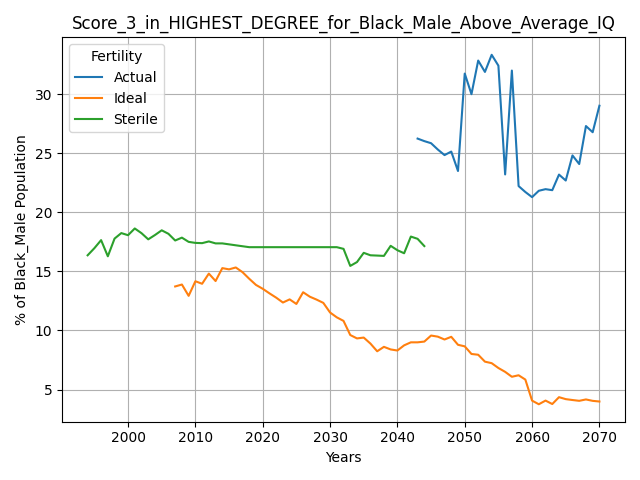 Score_3_in_HIGHEST_DEGREE_for_Black_Male_Above_Average_IQ
Fertility
Actual
Ideal
Sterile
% of Black_Male Population
30
25
20
15
10
5
2000 2010 2020 2030 2040 2050 2060 2070
Years